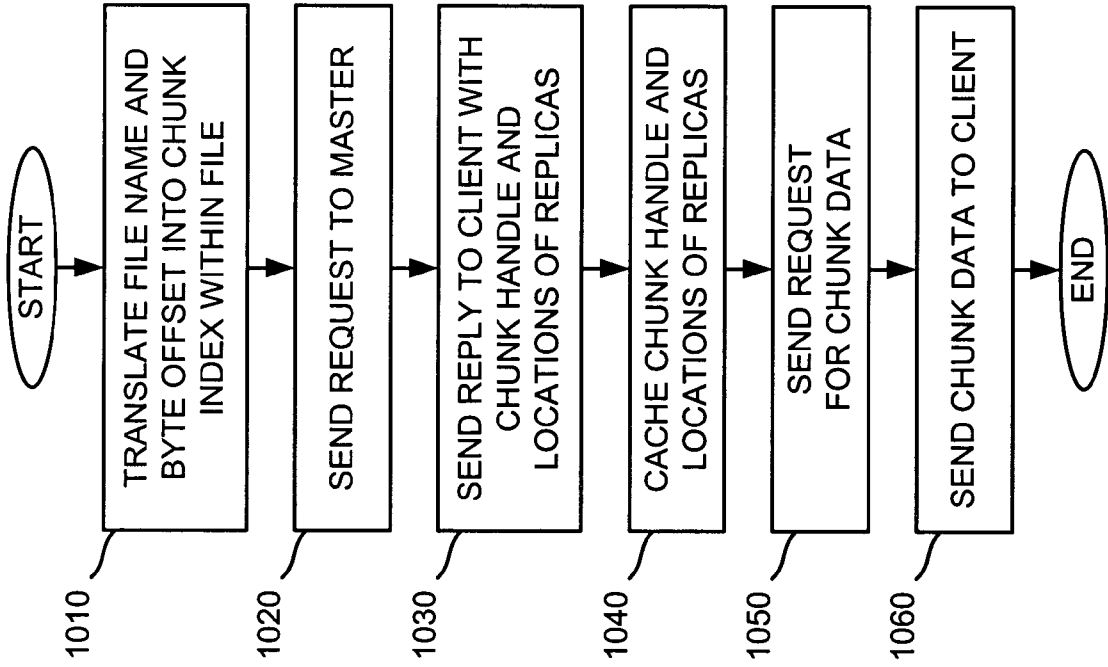 START
1010
TRANSLATE FILE NAME AND
BYTE OFFSET INTO CHUNK
INDEX WITHIN FILE
1020
SEND REQUEST TO MASTER
1030
SEND REPLY TO CLIENT WITH
CHUNK HANDLE AND
LOCATIONS OF REPLICAS
1040
CACHE CHUNK HANDLE AND
LOCATIONS OF REPLICAS
1050
SEND REQUEST
FOR CHUNK DATA
1060
SEND CHUNK DATA TO CLIENT
END